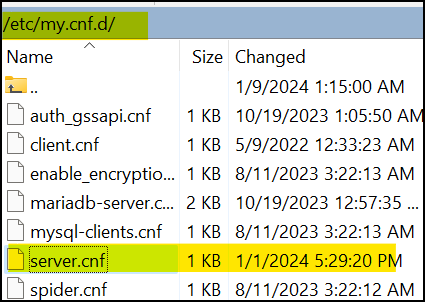 /etc/my.cnf.d/
Name Size Changed
.. 1/9/2024 1:15:00 AM
auth_gssapi.cnf 1 KB 10/19/2023 1:05:50 AM
client.cnf 1 KB 5/9/2022 12:33:23 AM
enable_encryptio... 1 KB 8/11/2023 3:22:13 AM
mariadb-server.c... 2 KB 10/19/2023 12:57:35 ...
mysql-clients.cnf 1 KB 8/11/2023 3:22:13 AM
server.cnf 1 KB 1/1/2024 5:29:20 PM
spider.cnf 1 KB 8/11/2023 3:22:13 AM